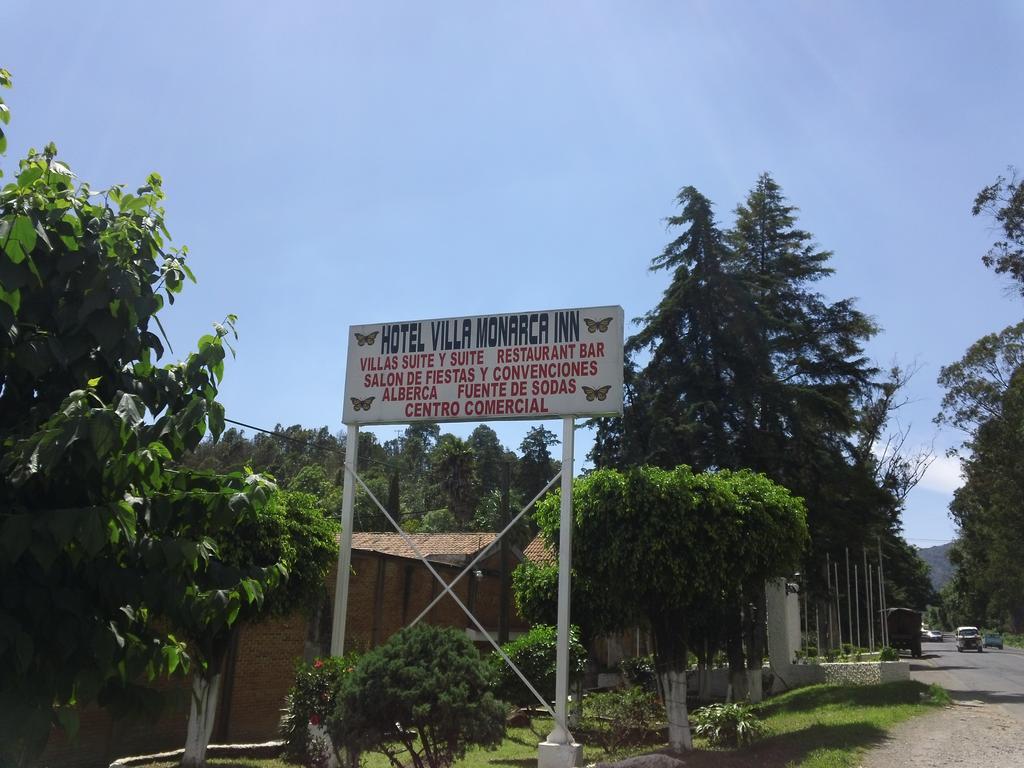 HOTEL VILLA MONARCA INN
VILLAS SUITE Y SUITE RESTAURANT BAR
SALON DE FIESTAS Y CONVENCIONES
ALBERCA FUENTE DE SODAS
CENTRO COMERCIAL